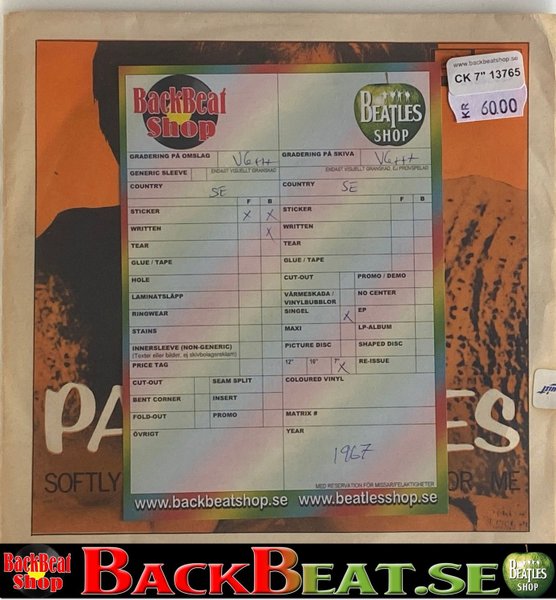 www.backbeatshop.se
CK 7" 13765
KR 60.00
BackBeat Shop
BEATLES SHOP
GRADERING PÅ OMSLAG VG++
GRADERING PÅ SKIVA VG++
ENDAST VISUELLT GRANSKAD
ENDAST VISUELLT GRANSKAD, EJ PROVSPELAD
GENERIC SLEEVE
COUNTRY SE
COUNTRY SE
F B
F B
STICKER X X
STICKER
WRITTEN X
WRITTEN
TEAR
TEAR
GLUE / TAPE
GLUE / TAPE
HOLE
CUT-OUT
PROMO / DEMO
LAMINATSLÄPP
VÄRMESKADA / VINYLBUBBLOR
NO CENTER
RINGWEAR
SINGEL X
EP
STAINS
MAXI
LP-ALBUM
INNERSLEEVE (NON-GENERIC)
(Texter eller bilder, ej skivbolagsreklam)
PICTURE DISC
SHAPED DISC
PRICE TAG
12" 10" 7" X
RE-ISSUE
CUT-OUT
SEAM SPLIT
COLOURED VINYL
BENT CORNER
INSERT
FOLD-OUT
PROMO
MATRIX #
ÖVRIGT
YEAR
1967
MED RESERVATION FÖR MISSAR/FELAKTIGHETER
www.backbeatshop.se www.beatlesshop.se
PA ES
SOFTLY OR ME
BackBeat Shop
BACKBEAT.SE
BEATLES SHOP